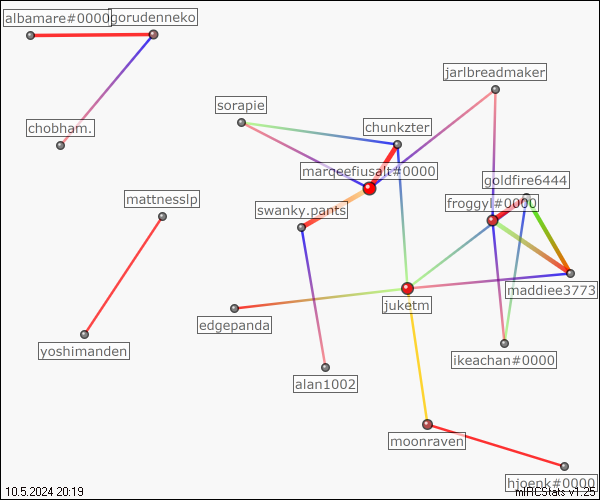 albamare#0000
gorudenneko
jarlbreadmaker
sorapie
chunkzter
chobham.
marqeefiusalt#0000
goldfire6444
mattnesslp
froggyl#0000
swanky.pants
maddiee3773
juketm
edgepanda
yoshimanden
ikeachan#0000
alan1002
moonraven
hjoenk#0000
10.5.2024 20:19
mIRCStats v1.25